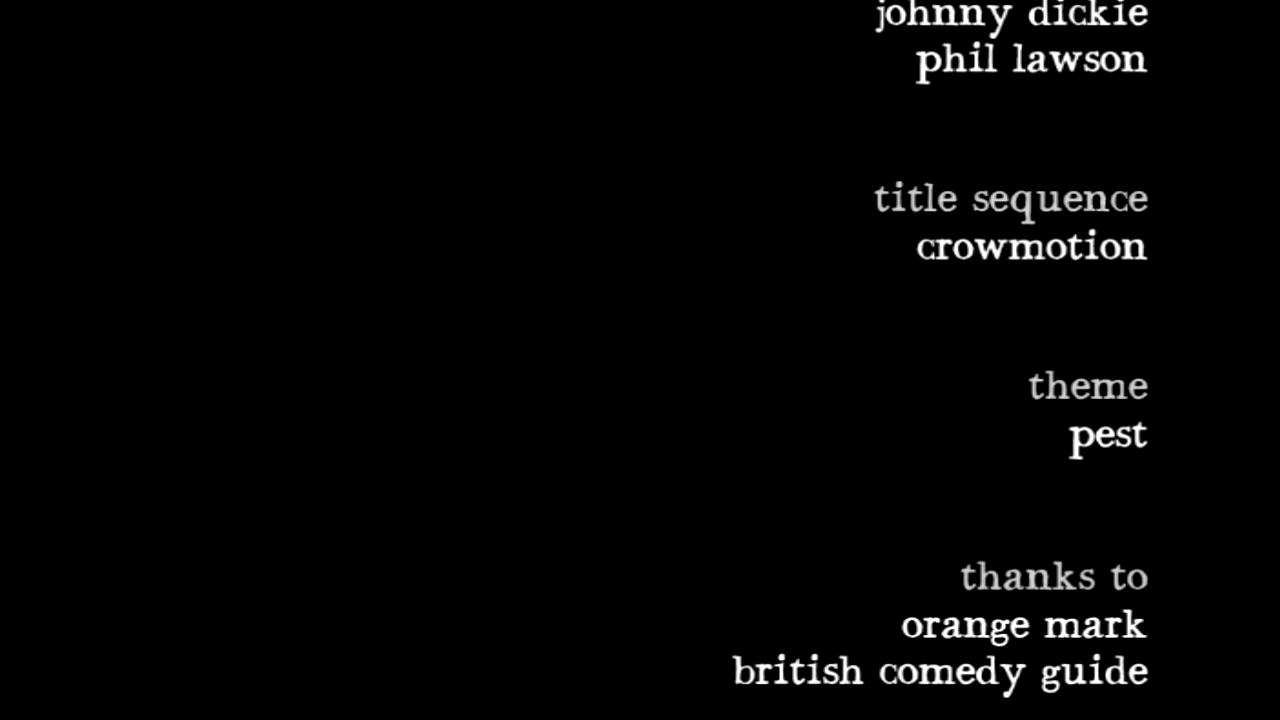 johnny dickie
phil lawson
title sequence
crowmotion
theme
pest
thanks to
orange mark
british comedy guide